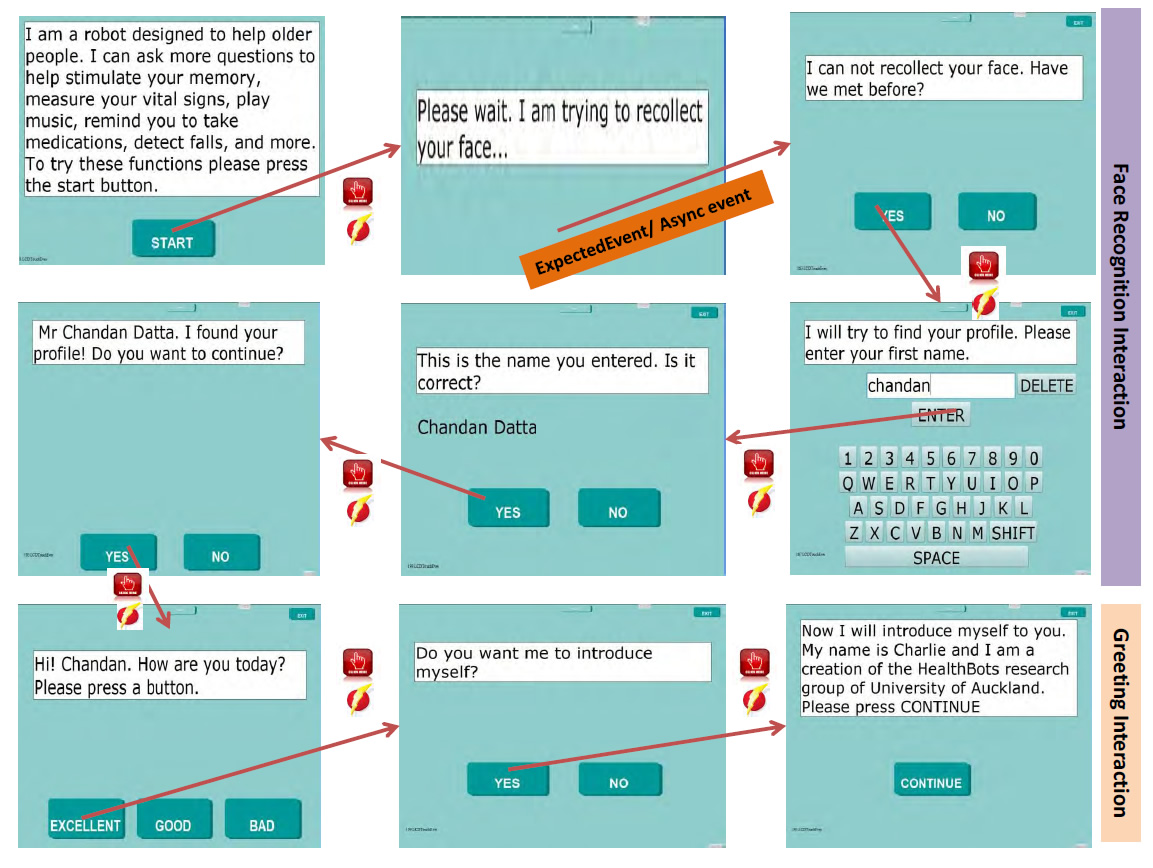 I am a robot designed to help older
people. I can ask more questions to
help stimulate your memory,
measure your vital signs, play
music, remind you to take
medications, detect falls, and more.
To try these functions please press
the start button.
START
Please wait. I am trying to recollect
your face...
ExpectedEvent/ Async event
EXIT
I can not recollect your face. Have
we met before?
YES
NO
Face Recognition Interaction
Mr Chandan Datta. I found your
profile! Do you want to continue?
YES
NO
EXIT
This is the name you entered. Is it
correct?
Chandan Datta
YES
NO
EXIT
I will try to find your profile. Please
enter your first name.
chandan
DELETE
ENTER
1 2 3 4 5 6 7 8 9 0
Q W E R T Y U I O P
A S D F G H J K L
Z X C V B N M SHIFT
SPACE
EXIT
Hi! Chandan. How are you today?
Please press a button.
EXCELLENT
GOOD
BAD
EXIT
Do you want me to introduce
myself?
YES
NO
EXIT
Now I will introduce myself to you.
My name is Charlie and I am a
creation of the HealthBots research
group of University of Auckland.
Please press CONTINUE
CONTINUE
Greeting Interaction